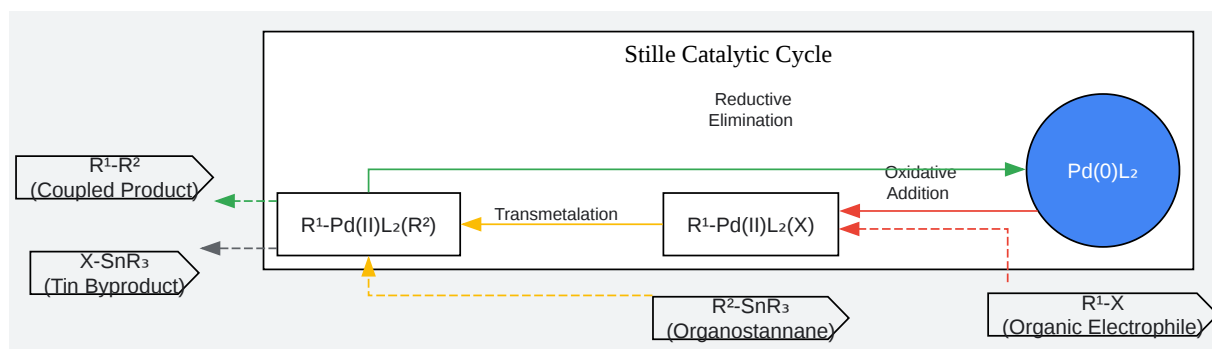 Stille Catalytic Cycle
Reductive
Elimination
Pd(0)L₂
Oxidative
Addition
R¹-R²
(Coupled Product)
R¹-Pd(II)L₂(R²)
Transmetalation
R¹-Pd(II)L₂(X)
X-SnR₃
(Tin Byproduct)
R²-SnR₃
(Organostannane)
R¹-X
(Organic Electrophile)